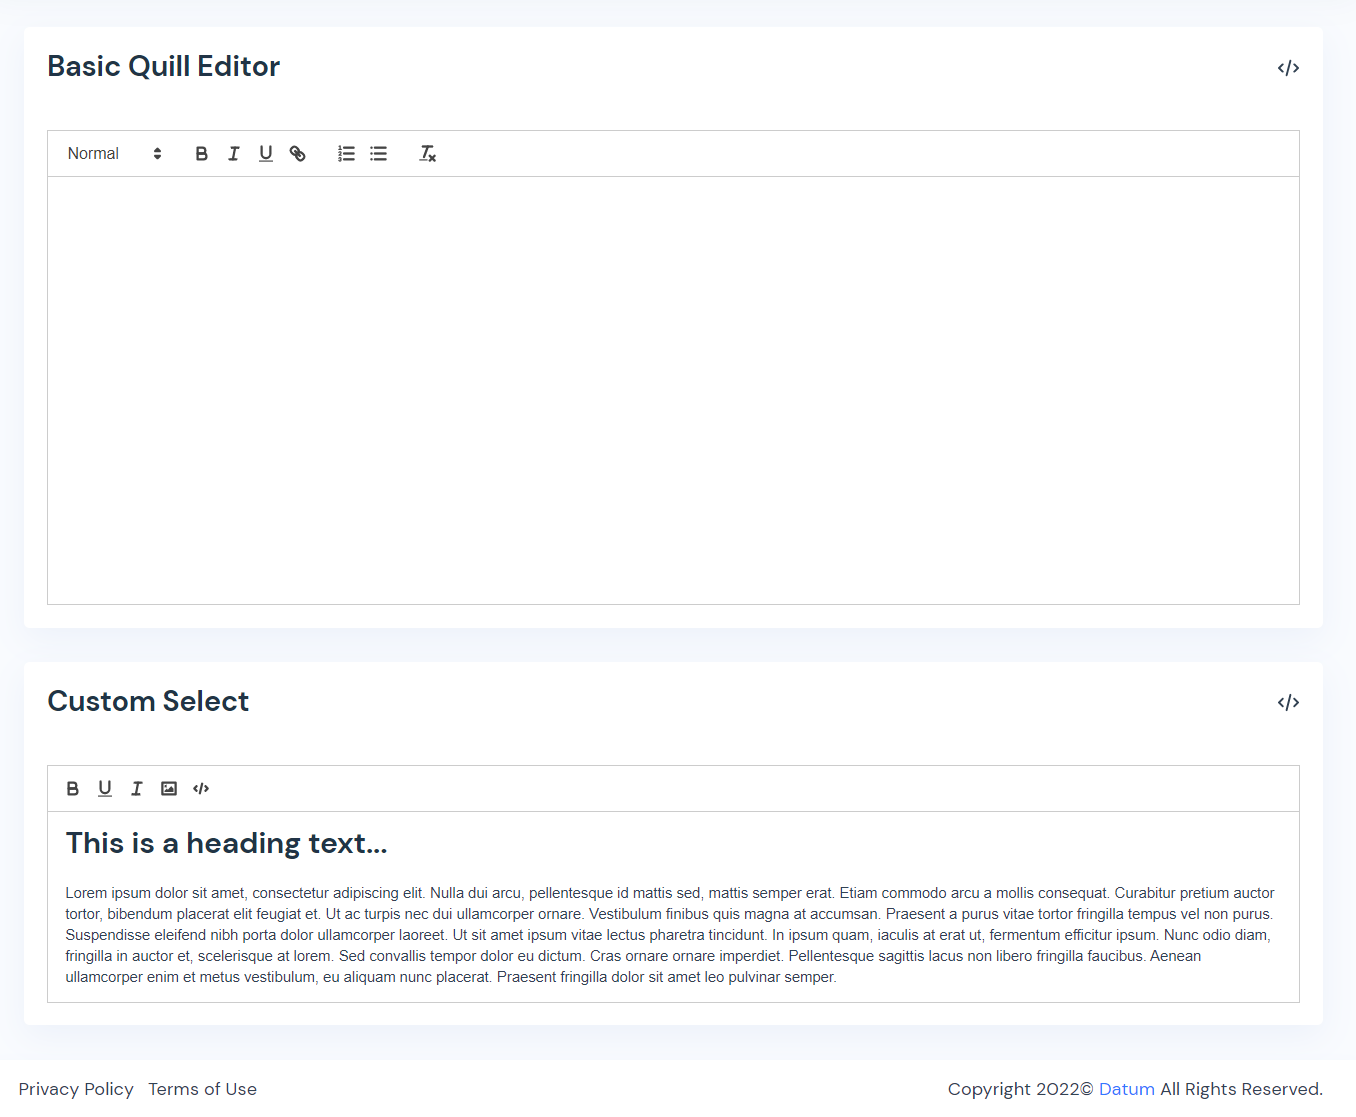 Basic Quill Editor
Normal
Custom Select
This is a heading text...
Lorem ipsum dolor sit amet, consectetur adipiscing elit. Nulla dui arcu, pellentesque id mattis sed, mattis semper erat. Etiam commodo arcu a mollis consequat. Curabitur pretium auctor
tortor, bibendum placerat elit feugiat et. Ut ac turpis nec dui ullamcorper ornare. Vestibulum finibus quis magna at accumsan. Praesent a purus vitae tortor fringilla tempus vel non purus.
Suspendisse eleifend nibh porta dolor ullamcorper laoreet. Ut sit amet ipsum vitae lectus pharetra tincidunt. In ipsum quam, iaculis at erat ut, fermentum efficitur ipsum. Nunc odio diam,
fringilla in auctor et, scelerisque at lorem. Sed convallis tempor dolor eu dictum. Cras ornare ornare imperdiet. Pellentesque sagittis lacus non libero fringilla faucibus. Aenean
ullamcorper enim et metus vestibulum, eu aliquam nunc placerat. Praesent fringilla dolor sit amet leo pulvinar semper.
Privacy Policy Terms of Use Copyright 2022© Datum All Rights Reserved.